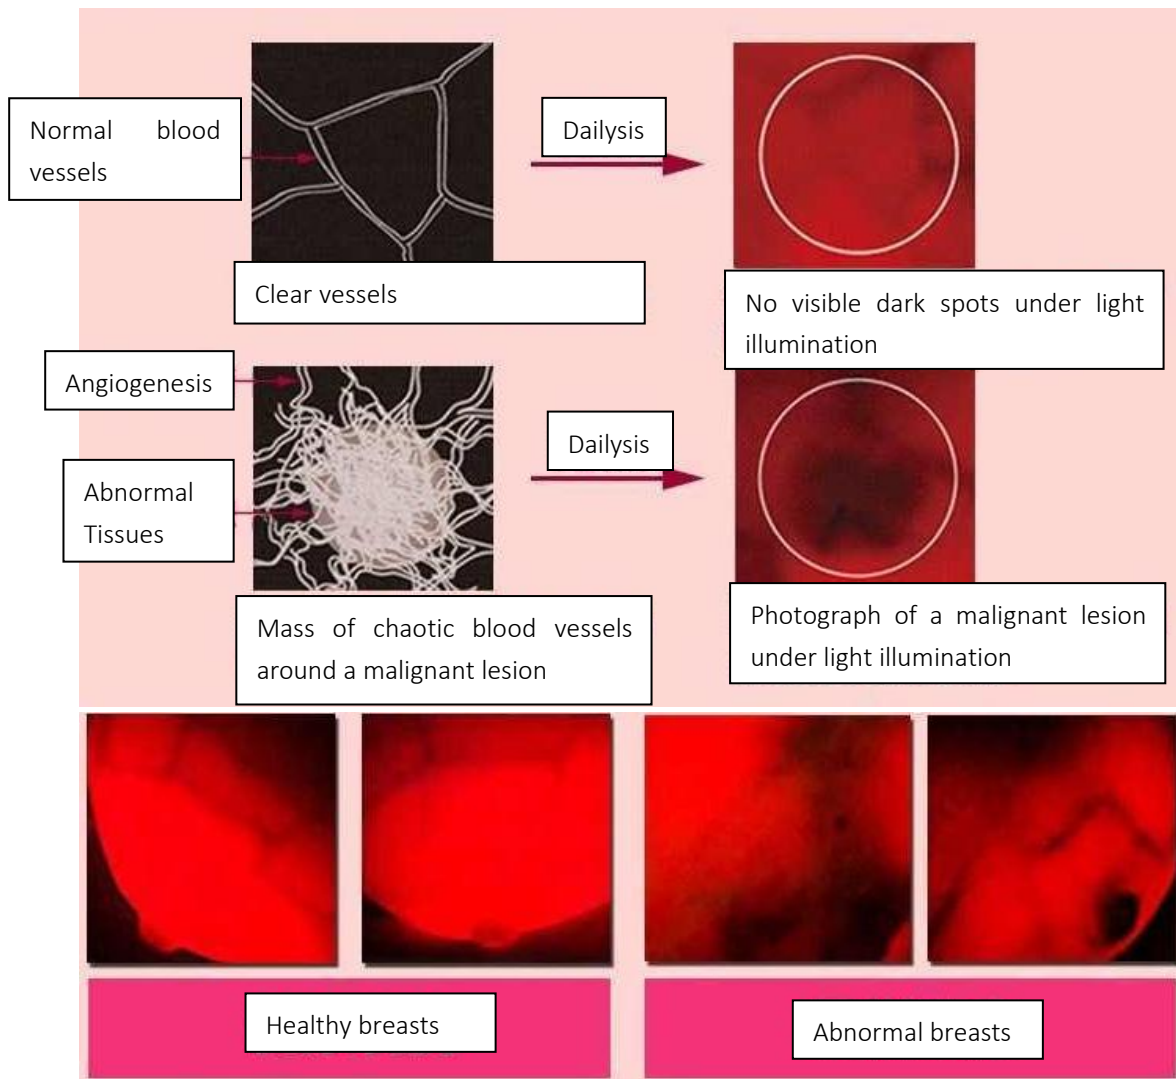 Normal blood
vessels
Dailysis
Clear vessels
No visible dark spots under light
illumination
Angiogenesis
Dailysis
Abnormal
Tissues
Mass of chaotic blood vessels
around a malignant lesion
Photograph of a malignant lesion
under light illumination
Healthy breasts
Abnormal breasts